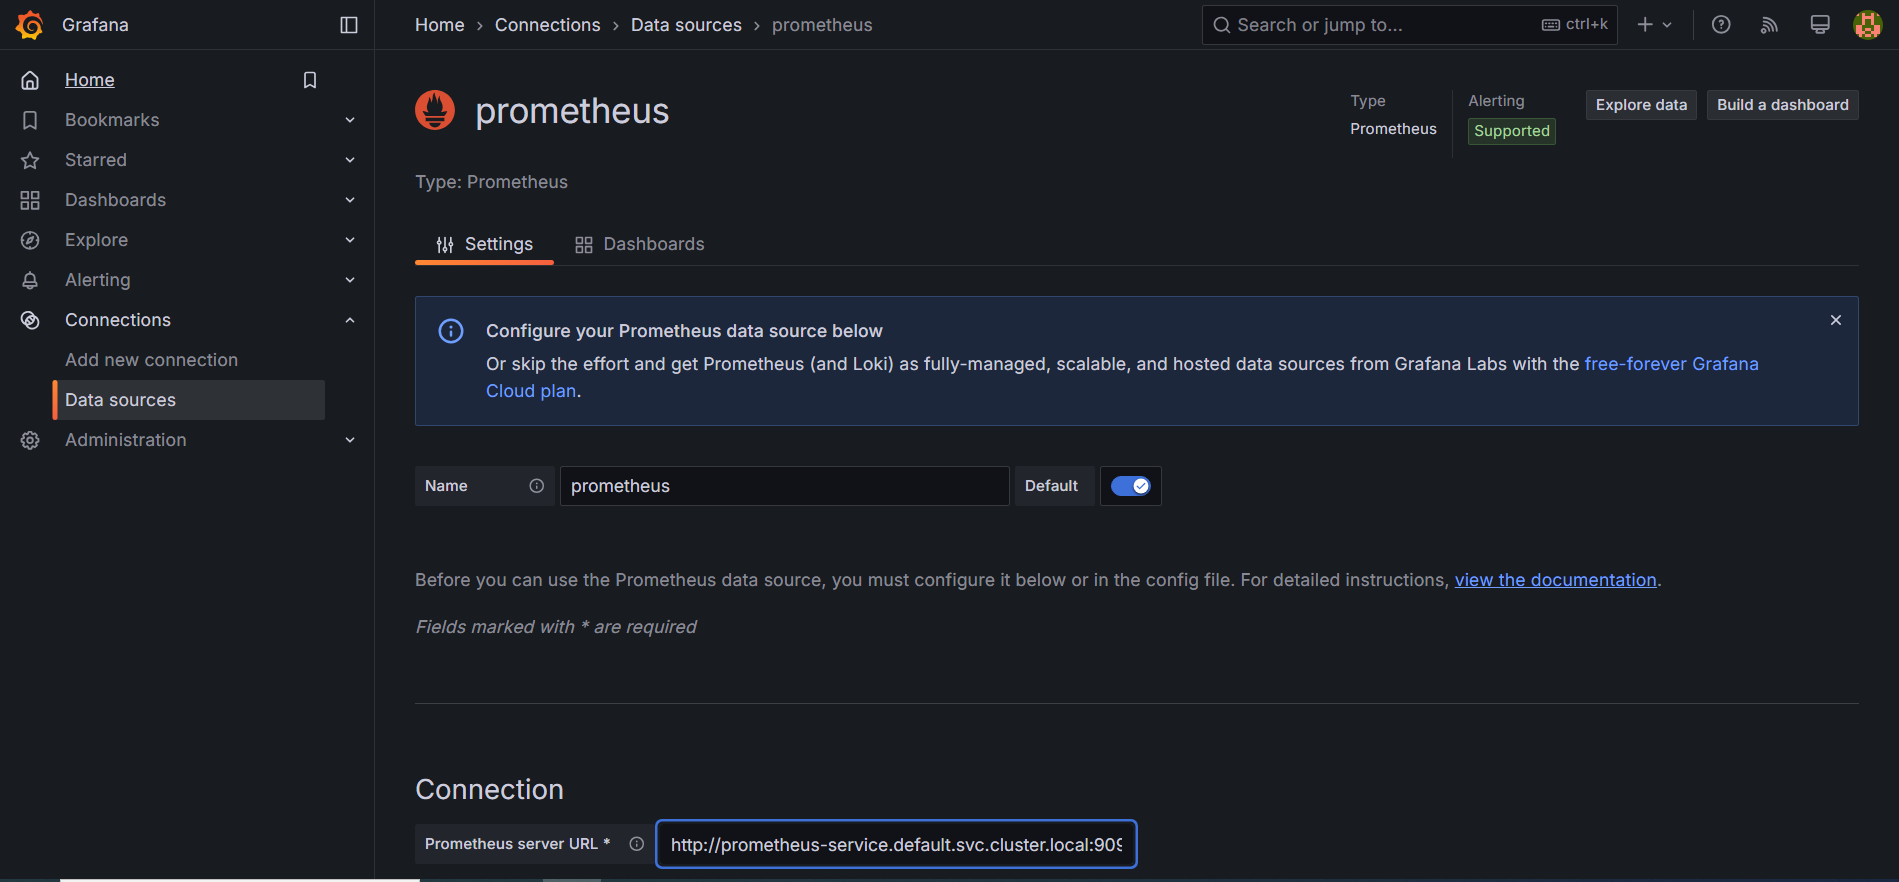 Grafana
Home › Connections › Data sources › prometheus
Search or jump to...
ctrl+k
Home
Bookmarks
Starred
Dashboards
Explore
Alerting
Connections
Add new connection
Data sources
Administration
prometheus
Type
Prometheus
Alerting
Supported
Explore data
Build a dashboard
Type: Prometheus
Settings
Dashboards
Configure your Prometheus data source below
Or skip the effort and get Prometheus (and Loki) as fully-managed, scalable, and hosted data sources from Grafana Labs with the free-forever Grafana
Cloud plan.
Name
prometheus
Default
Before you can use the Prometheus data source, you must configure it below or in the config file. For detailed instructions, view the documentation.
Fields marked with * are required
Connection
Prometheus server URL *
http://prometheus-service.default.svc.cluster.local:909